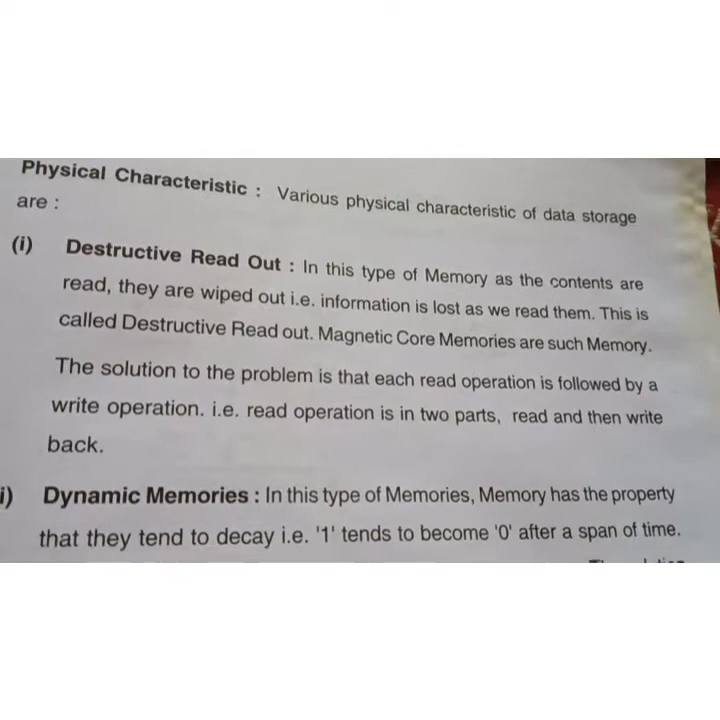 Physical Characteristic : Various physical characteristic of data storage
are :
(i) Destructive Read Out : In this type of Memory as the contents are
read, they are wiped out i.e. information is lost as we read them. This is
called Destructive Read out. Magnetic Core Memories are such Memory.
The solution to the problem is that each read operation is followed by a
write operation. i.e. read operation is in two parts, read and then write
back.
i) Dynamic Memories : In this type of Memories, Memory has the property
that they tend to decay i.e. '1' tends to become '0' after a span of time.